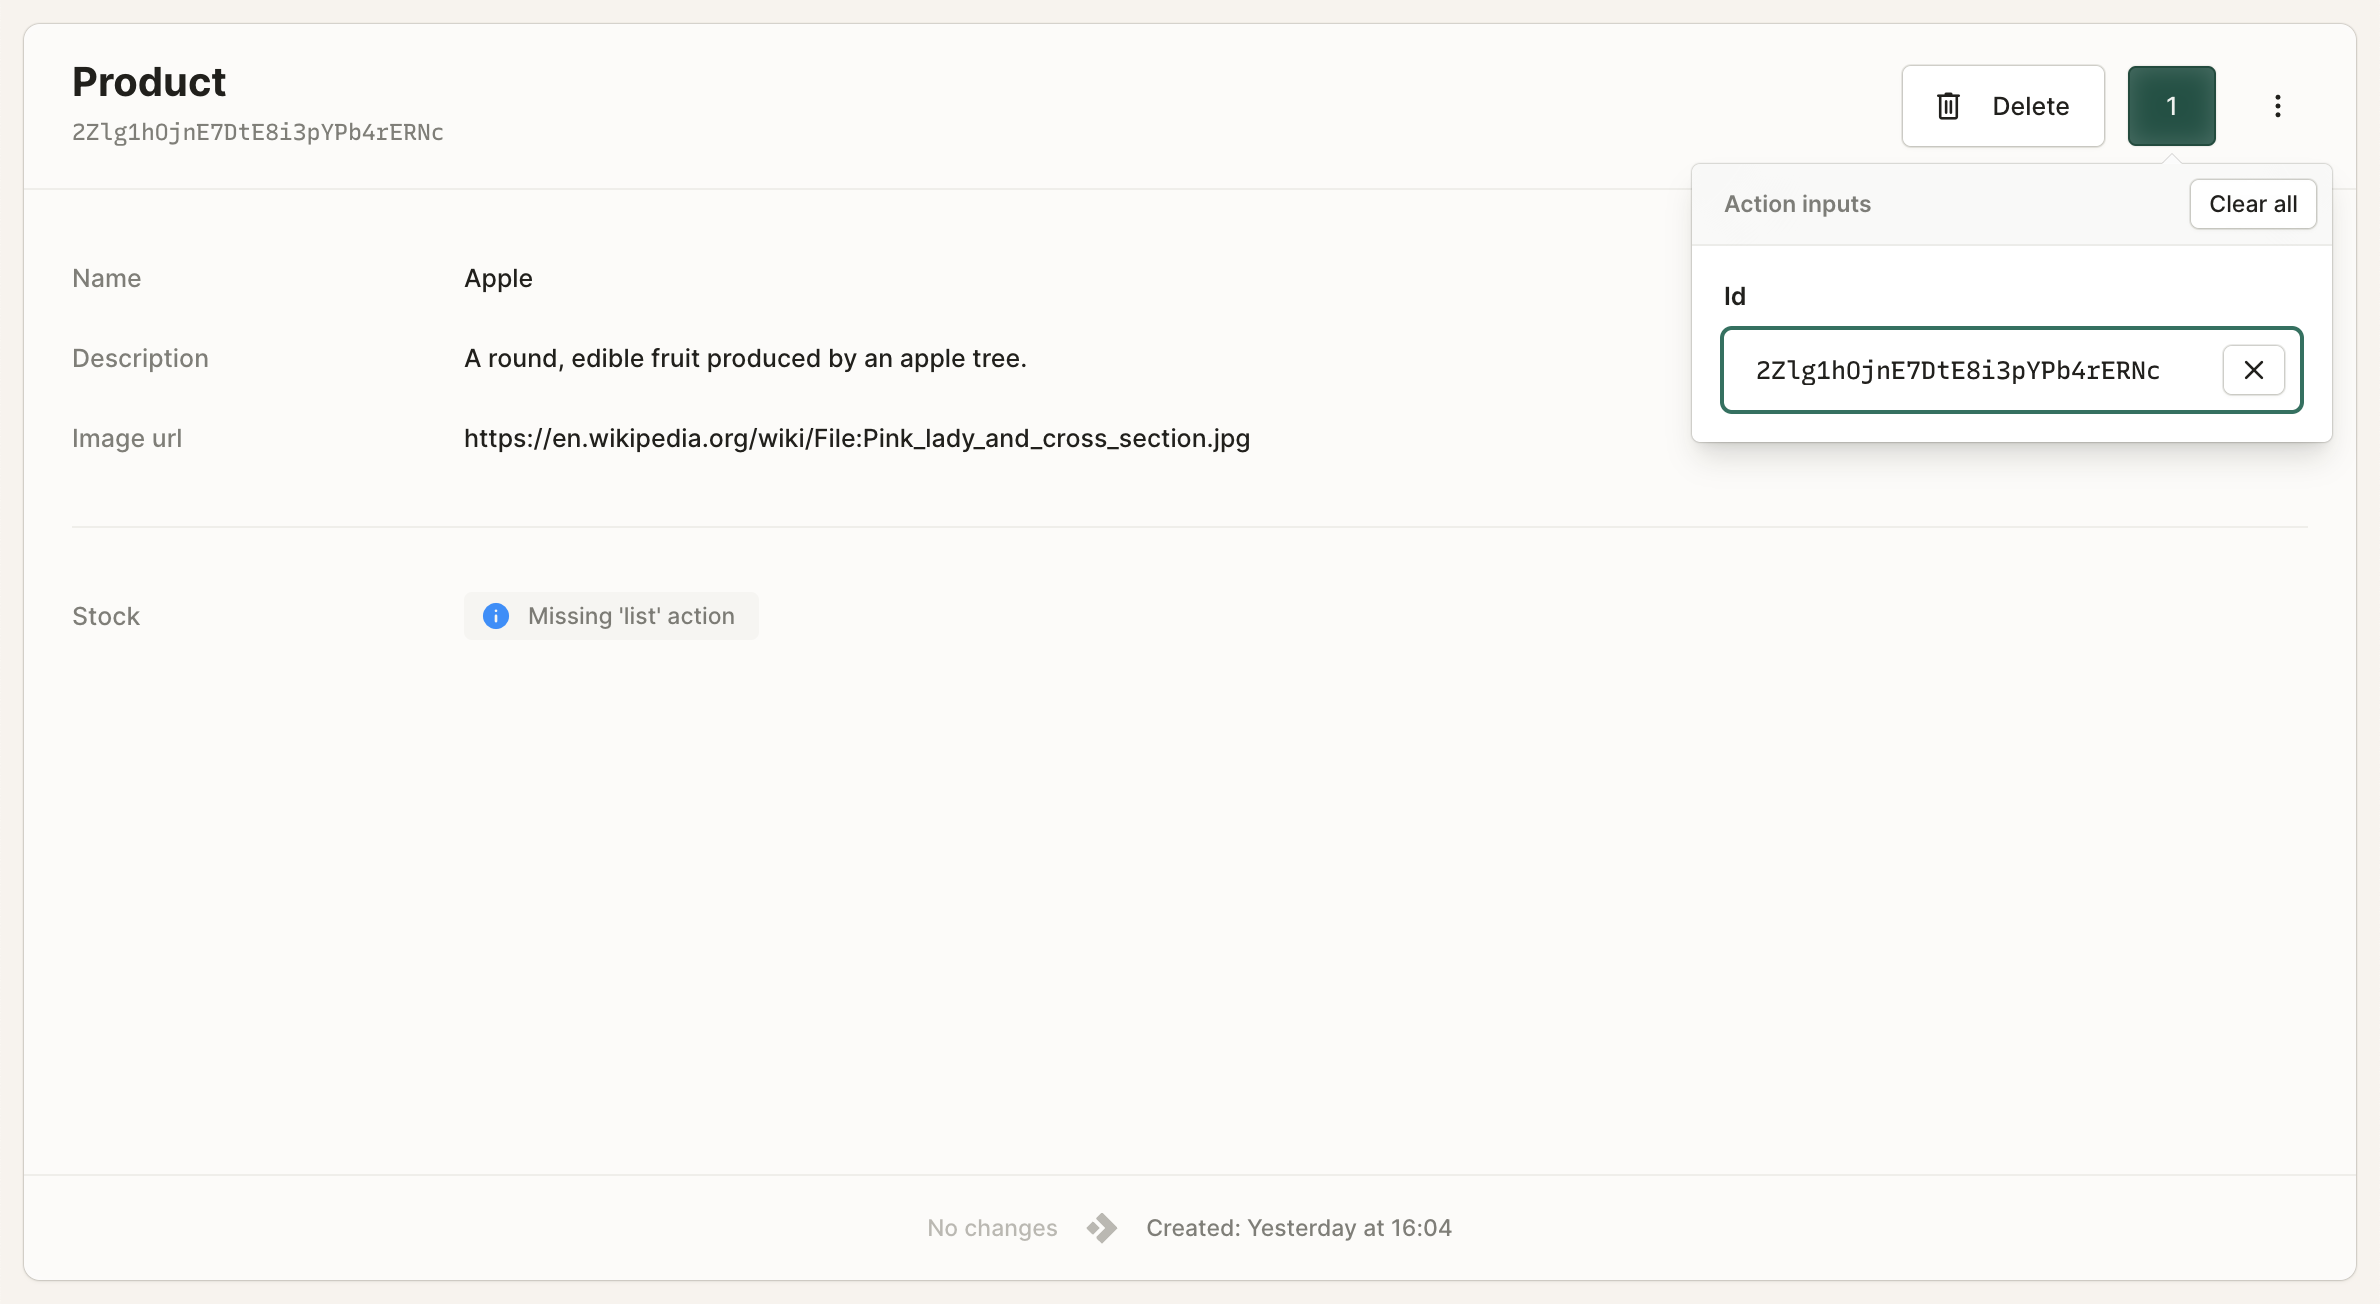 Product
2Zlg1hOjnE7DtE8i3pYPb4rERNc
Delete
1
Action inputs
Clear all
Id
2Zlg1hOjnE7DtE8i3pYPb4rERNc
Name
Apple
Description
A round, edible fruit produced by an apple tree.
Image url
https://en.wikipedia.org/wiki/File:Pink_lady_and_cross_section.jpg
Stock
Missing 'list' action
No changes
Created: Yesterday at 16:04